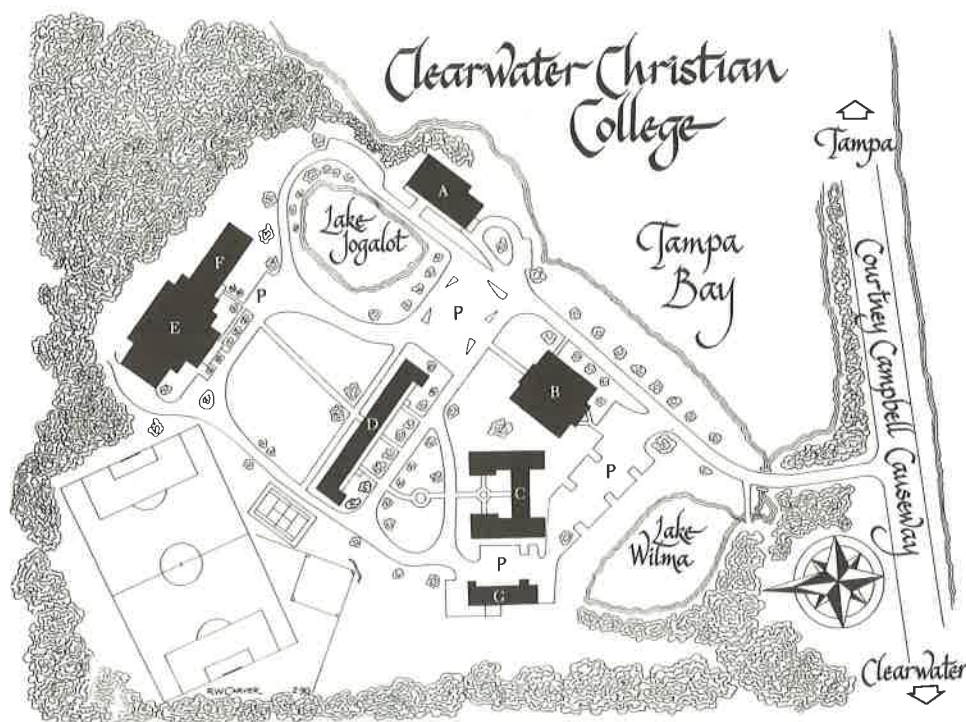 Clearwater Christian
College
Tampa
A
Lake
Jogalot
Tampa
Bay
Courtney Campbell Causeway
F
P
E
P
B
D
P
C
Lake
Wilma
P
G
Clearwater
RWCARVER